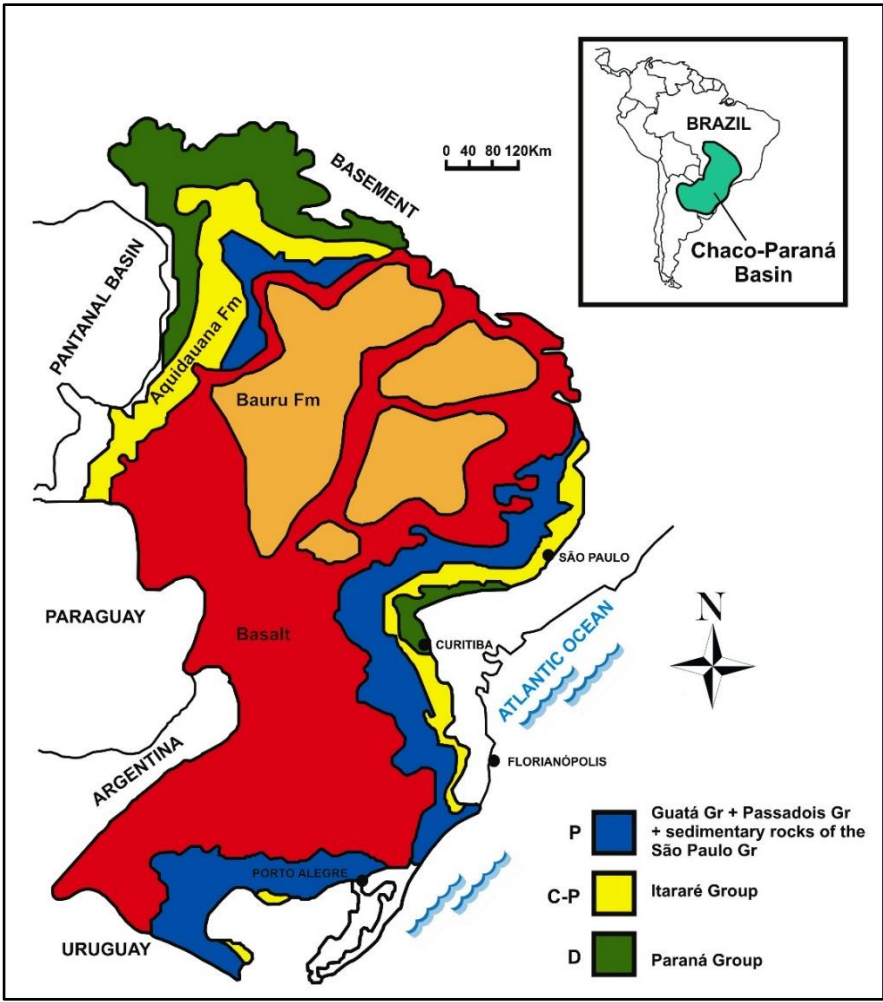 BRAZIL
Chaco-Paraná
Basin
0 40 80 120Km
BASEMENT
PANTANAL BASIN
Aquidauana Fm
Bauru Fm
SÃO PAULO
PARAGUAY
Basalt
CURITIBA
ATLANTIC OCEAN
N
ARGENTINA
FLORIANÓPOLIS
PORTO ALEGRE
URUGUAY
P
Guatá Gr + Passadois Gr
+ sedimentary rocks of the
São Paulo Gr
C-P
Itararé Group
D
Paraná Group